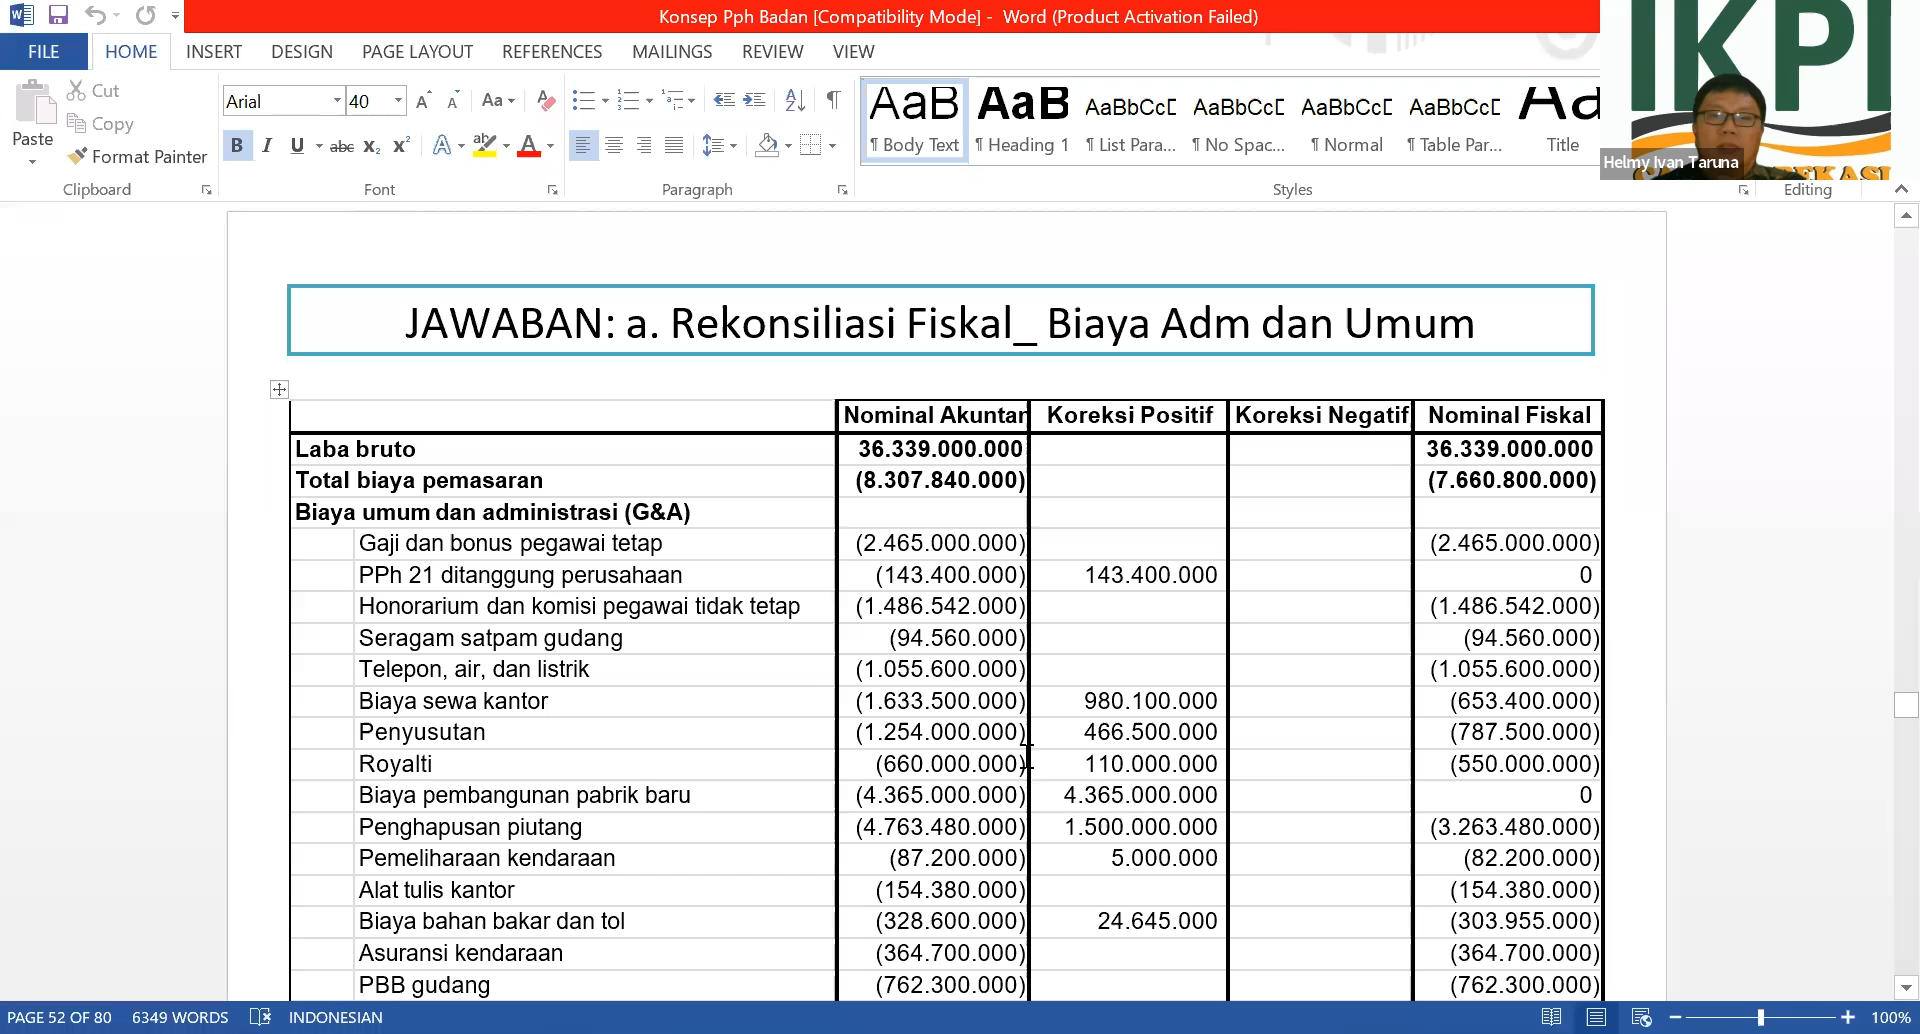 Konsep Pph Badan [Compatibility Mode] - Word (Product Activation Failed)
FILE HOME INSERT DESIGN PAGE LAYOUT REFERENCES MAILINGS REVIEW VIEW
IKPI
Paste
Cut
Copy
Format Painter
Clipboard
Arial 40
Font
Paragraph
AaB AaB AaBbCcD AaBbCcD AaBbCcD AaBbCcD
¶ Body Text ¶ Heading 1 ¶ List Para... ¶ No Spac... ¶ Normal ¶ Table Par... Title
Styles
Editing
Helmy Ivan Taruna
JAWABAN: a. Rekonsiliasi Fiskal_ Biaya Adm dan Umum
Nominal Akuntan Koreksi Positif Koreksi Negatif Nominal Fiskal
Laba bruto 36.339.000.000 36.339.000.000
Total biaya pemasaran (8.307.840.000) (7.660.800.000)
Biaya umum dan administrasi (G&A)
Gaji dan bonus pegawai tetap (2.465.000.000) (2.465.000.000)
PPh 21 ditanggung perusahaan (143.400.000) 143.400.000 0
Honorarium dan komisi pegawai tidak tetap (1.486.542.000) (1.486.542.000)
Seragam satpam gudang (94.560.000) (94.560.000)
Telepon, air, dan listrik (1.055.600.000) (1.055.600.000)
Biaya sewa kantor (1.633.500.000) 980.100.000 (653.400.000)
Penyusutan (1.254.000.000) 466.500.000 (787.500.000)
Royalti (660.000.000) 110.000.000 (550.000.000)
Biaya pembangunan pabrik baru (4.365.000.000) 4.365.000.000 0
Penghapusan piutang (4.763.480.000) 1.500.000.000 (3.263.480.000)
Pemeliharaan kendaraan (87.200.000) 5.000.000 (82.200.000)
Alat tulis kantor (154.380.000) (154.380.000)
Biaya bahan bakar dan tol (328.600.000) 24.645.000 (303.955.000)
Asuransi kendaraan (364.700.000) (364.700.000)
PBB gudang (762.300.000) (762.300.000)
PAGE 52 OF 80 6349 WORDS INDONESIAN 100%